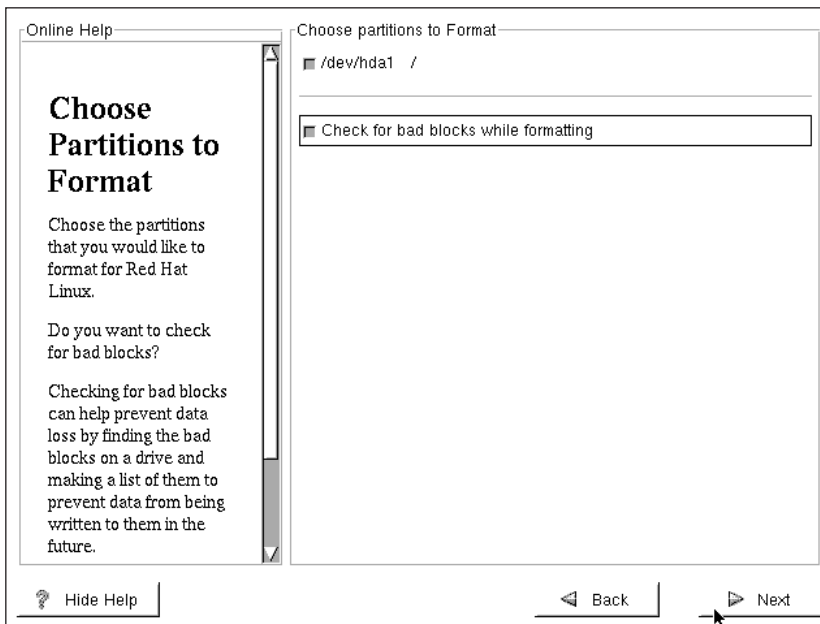 Online Help
Choose
Partitions to
Format
Choose the partitions
that you would like to
format for Red Hat
Linux.
Do you want to check
for bad blocks?
Checking for bad blocks
can help prevent data
loss by finding the bad
blocks on a drive and
making a list of them to
prevent data from being
written to them in the
future.
Choose partitions to Format
/dev/hda1 /
Check for bad blocks while formatting
Hide Help
Back
Next